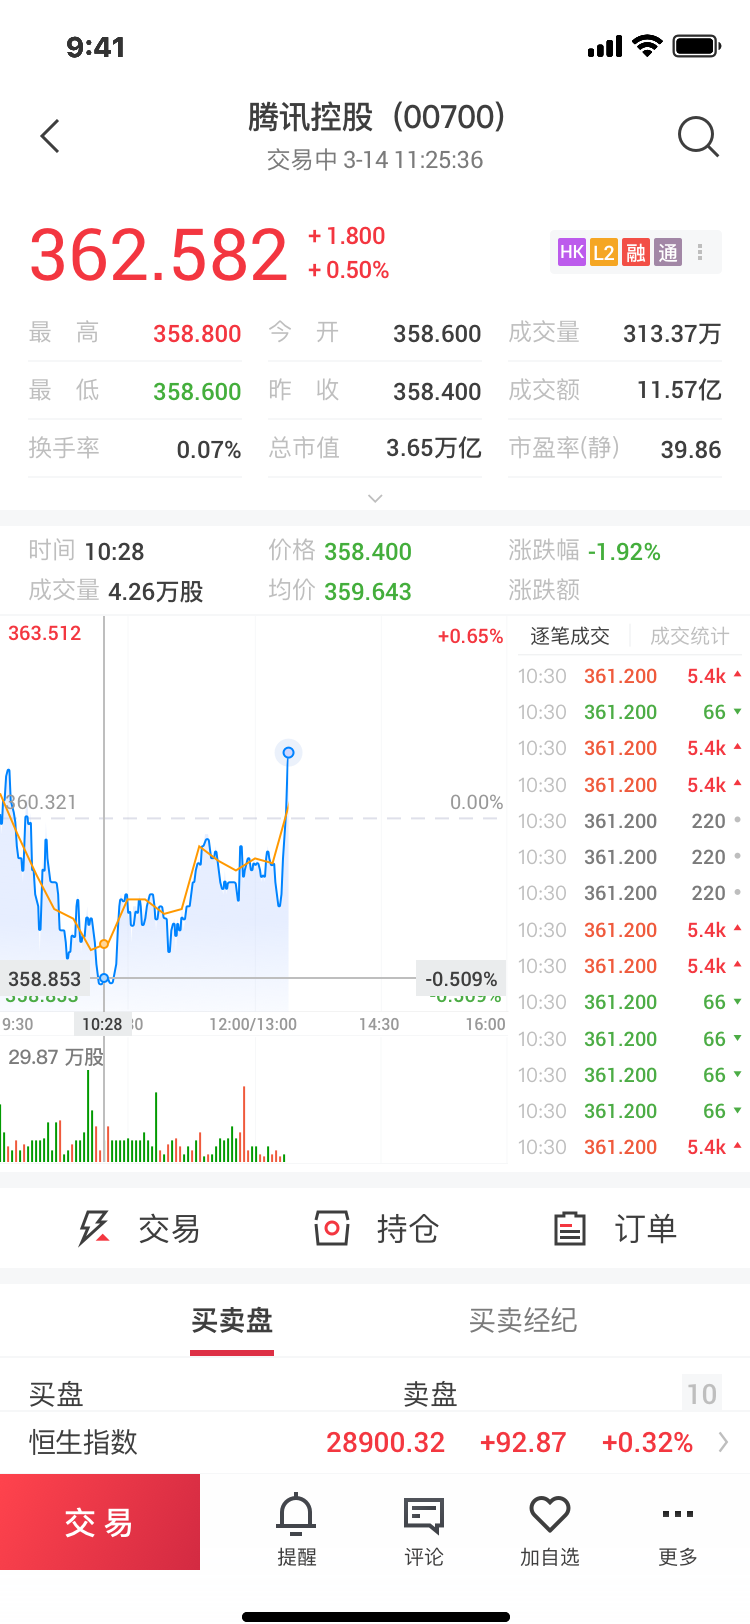 9:41
腾讯控股（00700）
交易中 3-14 11:25:36
362.582
+ 1.800
+ 0.50%
HK L2 融 通
最 高 358.800 今 开 358.600 成交量 313.37万
最 低 358.600 昨 收 358.400 成交额 11.57亿
换手率 0.07% 总市值 3.65万亿 市盈率(静) 39.86
时间 10:28 价格 358.400 涨跌幅 -1.92%
成交量 4.26万股 均价 359.643 涨跌额
363.512 +0.65%
360.321 0.00%
358.853 -0.509%
358.853 -0.509%
9:30 10:28 30 12:00/13:00 14:30 16:00
29.87 万股
逐笔成交 成交统计
10:30 361.200 5.4k
10:30 361.200 66
10:30 361.200 5.4k
10:30 361.200 5.4k
10:30 361.200 220
10:30 361.200 220
10:30 361.200 220
10:30 361.200 5.4k
10:30 361.200 5.4k
10:30 361.200 66
10:30 361.200 66
10:30 361.200 66
10:30 361.200 66
10:30 361.200 5.4k
交易 持仓 订单
买卖盘 买卖经纪
买盘 卖盘 10
恒生指数 28900.32 +92.87 +0.32%
交易 提醒 评论 加自选 更多